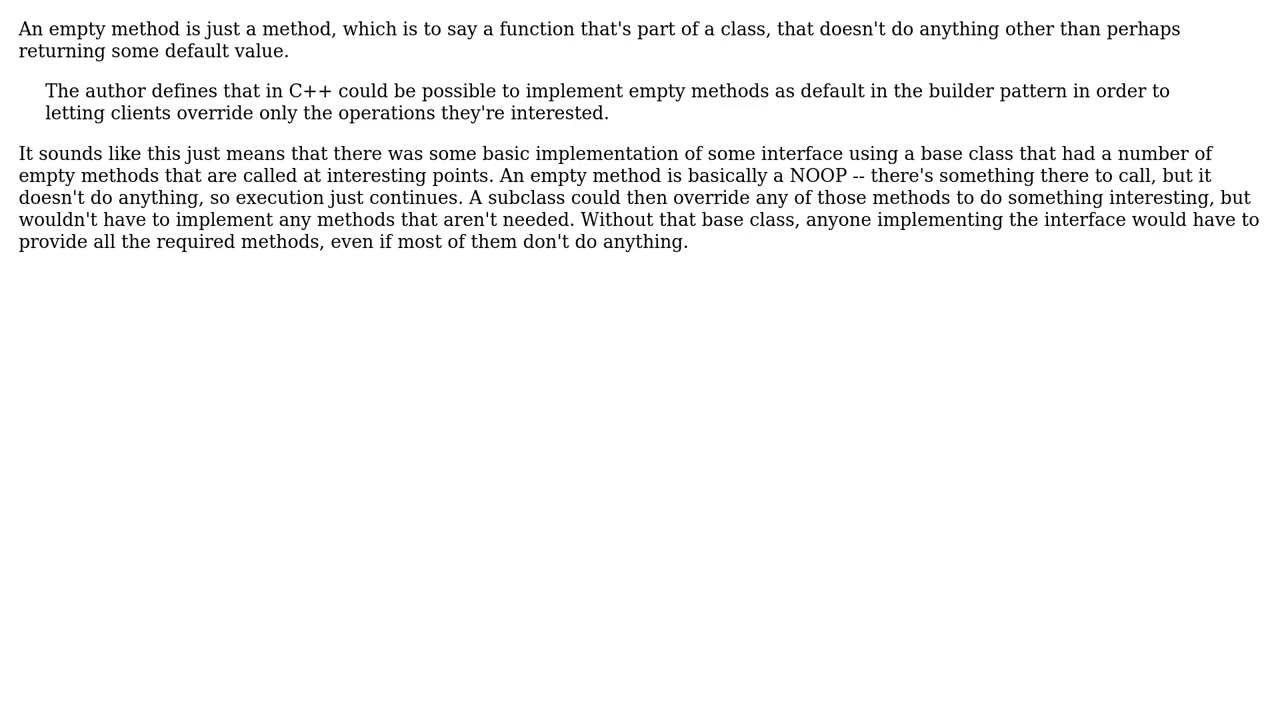 An empty method is just a method, which is to say a function that's part of a class, that doesn't do anything other than perhaps
returning some default value.
The author defines that in C++ could be possible to implement empty methods as default in the builder pattern in order to
letting clients override only the operations they're interested.
It sounds like this just means that there was some basic implementation of some interface using a base class that had a number of
empty methods that are called at interesting points. An empty method is basically a NOOP -- there's something there to call, but it
doesn't do anything, so execution just continues. A subclass could then override any of those methods to do something interesting, but
wouldn't have to implement any methods that aren't needed. Without that base class, anyone implementing the interface would have to
provide all the required methods, even if most of them don't do anything.